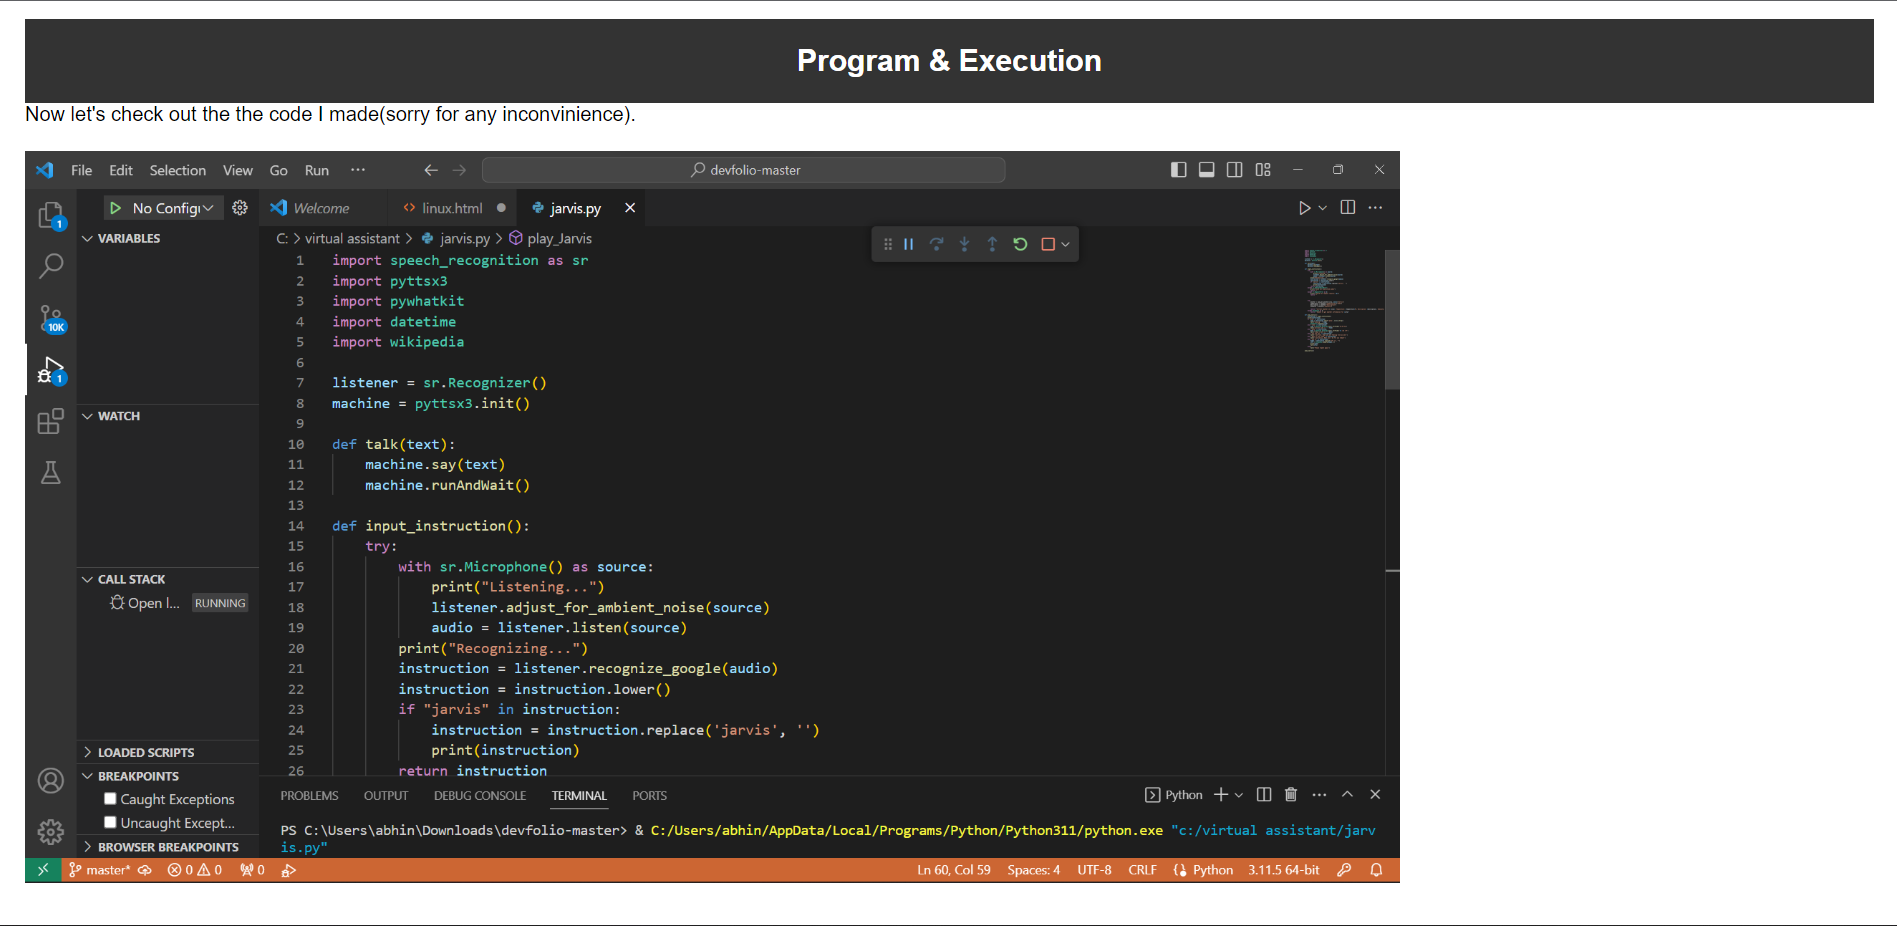 Program & Execution
Now let's check out the the code I made(sorry for any inconvinience).
File Edit Selection View Go Run ··· devfolio-master
No Config Welcome linux.html jarvis.py
C: > virtual assistant > jarvis.py > play_Jarvis
1
VARIABLES
10K
1
WATCH
CALL STACK
Open l... RUNNING
LOADED SCRIPTS
BREAKPOINTS
Caught Exceptions
Uncaught Except...
BROWSER BREAKPOINTS
1 import speech_recognition as sr
2 import pyttsx3
3 import pywhatkit
4 import datetime
5 import wikipedia
6
7 listener = sr.Recognizer()
8 machine = pyttsx3.init()
9
10 def talk(text):
11 machine.say(text)
12 machine.runAndWait()
13
14 def input_instruction():
15 try:
16 with sr.Microphone() as source:
17 print("Listening...")
18 listener.adjust_for_ambient_noise(source)
19 audio = listener.listen(source)
20 print("Recognizing...")
21 instruction = listener.recognize_google(audio)
22 instruction = instruction.lower()
23 if "jarvis" in instruction:
24 instruction = instruction.replace('jarvis', '')
25 print(instruction)
26 return instruction
PROBLEMS OUTPUT DEBUG CONSOLE TERMINAL PORTS Python
PS C:\Users\abhin\Downloads\devfolio-master> & C:/Users/abhin/AppData/Local/Programs/Python/Python311/python.exe "c:/virtual assistant/jarv
is.py"
master* 0 0 0 Ln 60, Col 59 Spaces: 4 UTF-8 CRLF Python 3.11.5 64-bit